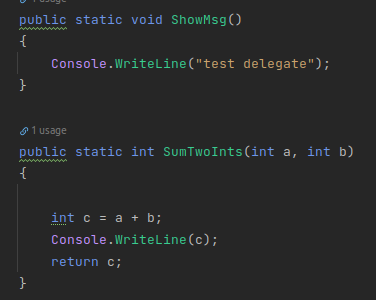 public static void ShowMsg()
{
    Console.WriteLine("test delegate");
}
1 usage
public static int SumTwoInts(int a, int b)
{
    int c = a + b;
    Console.WriteLine(c);
    return c;
}